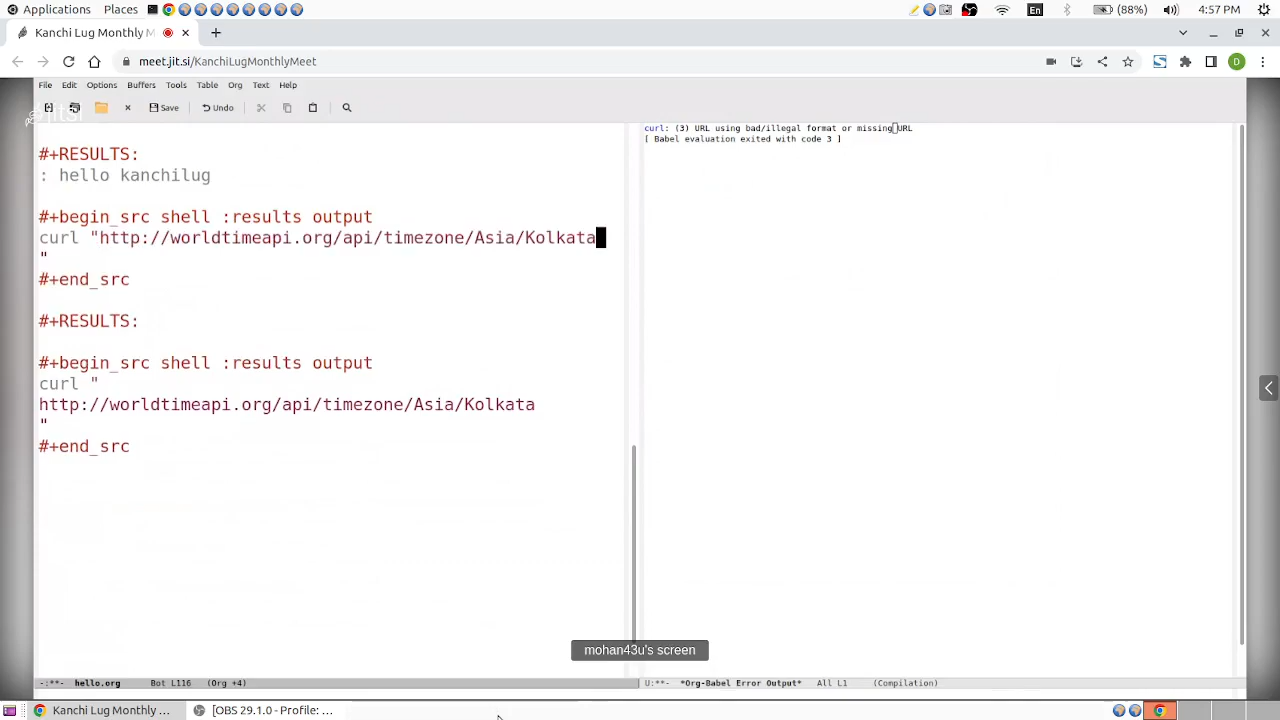 Applications Places En (88%) 4:57 PM
Kanchi Lug Monthly M
meet.jit.si/KanchiLugMonthlyMeet D
File Edit Options Buffers Tools Table Org Text Help
Save Undo
jitsi
#+RESULTS:
: hello kanchilug
#+begin_src shell :results output
curl "http://worldtimeapi.org/api/timezone/Asia/Kolkata
"
#+end_src
#+RESULTS:
#+begin_src shell :results output
curl "
http://worldtimeapi.org/api/timezone/Asia/Kolkata
"
#+end_src
curl: (3) URL using bad/illegal format or missing URL
[ Babel evaluation exited with code 3 ]
mohan43u's screen
-:**- hello.org Bot L116 (Org +4)
U:**- *Org-Babel Error Output* All L1 (Compilation)
Kanchi Lug Monthly ... [OBS 29.1.0 - Profile: ...